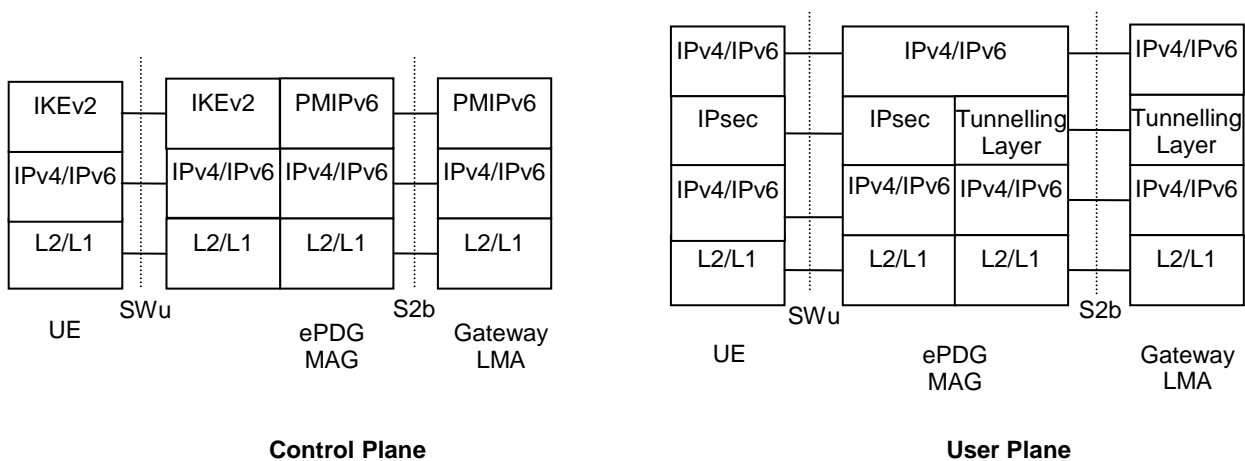 IKEv2 IKEv2 PMIPv6 PMIPv6
IPv4/IPv6 IPv4/IPv6 IPv4/IPv6 IPv4/IPv6
L2/L1 L2/L1 L2/L1 L2/L1
SWu S2b
UE ePDG Gateway
MAG LMA
Control Plane
IPv4/IPv6 IPv4/IPv6 IPv4/IPv6
IPsec IPsec Tunnelling Tunnelling
Layer Layer
IPv4/IPv6 IPv4/IPv6 IPv4/IPv6 IPv4/IPv6
L2/L1 L2/L1 L2/L1 L2/L1
SWu S2b
UE ePDG Gateway
MAG LMA
User Plane